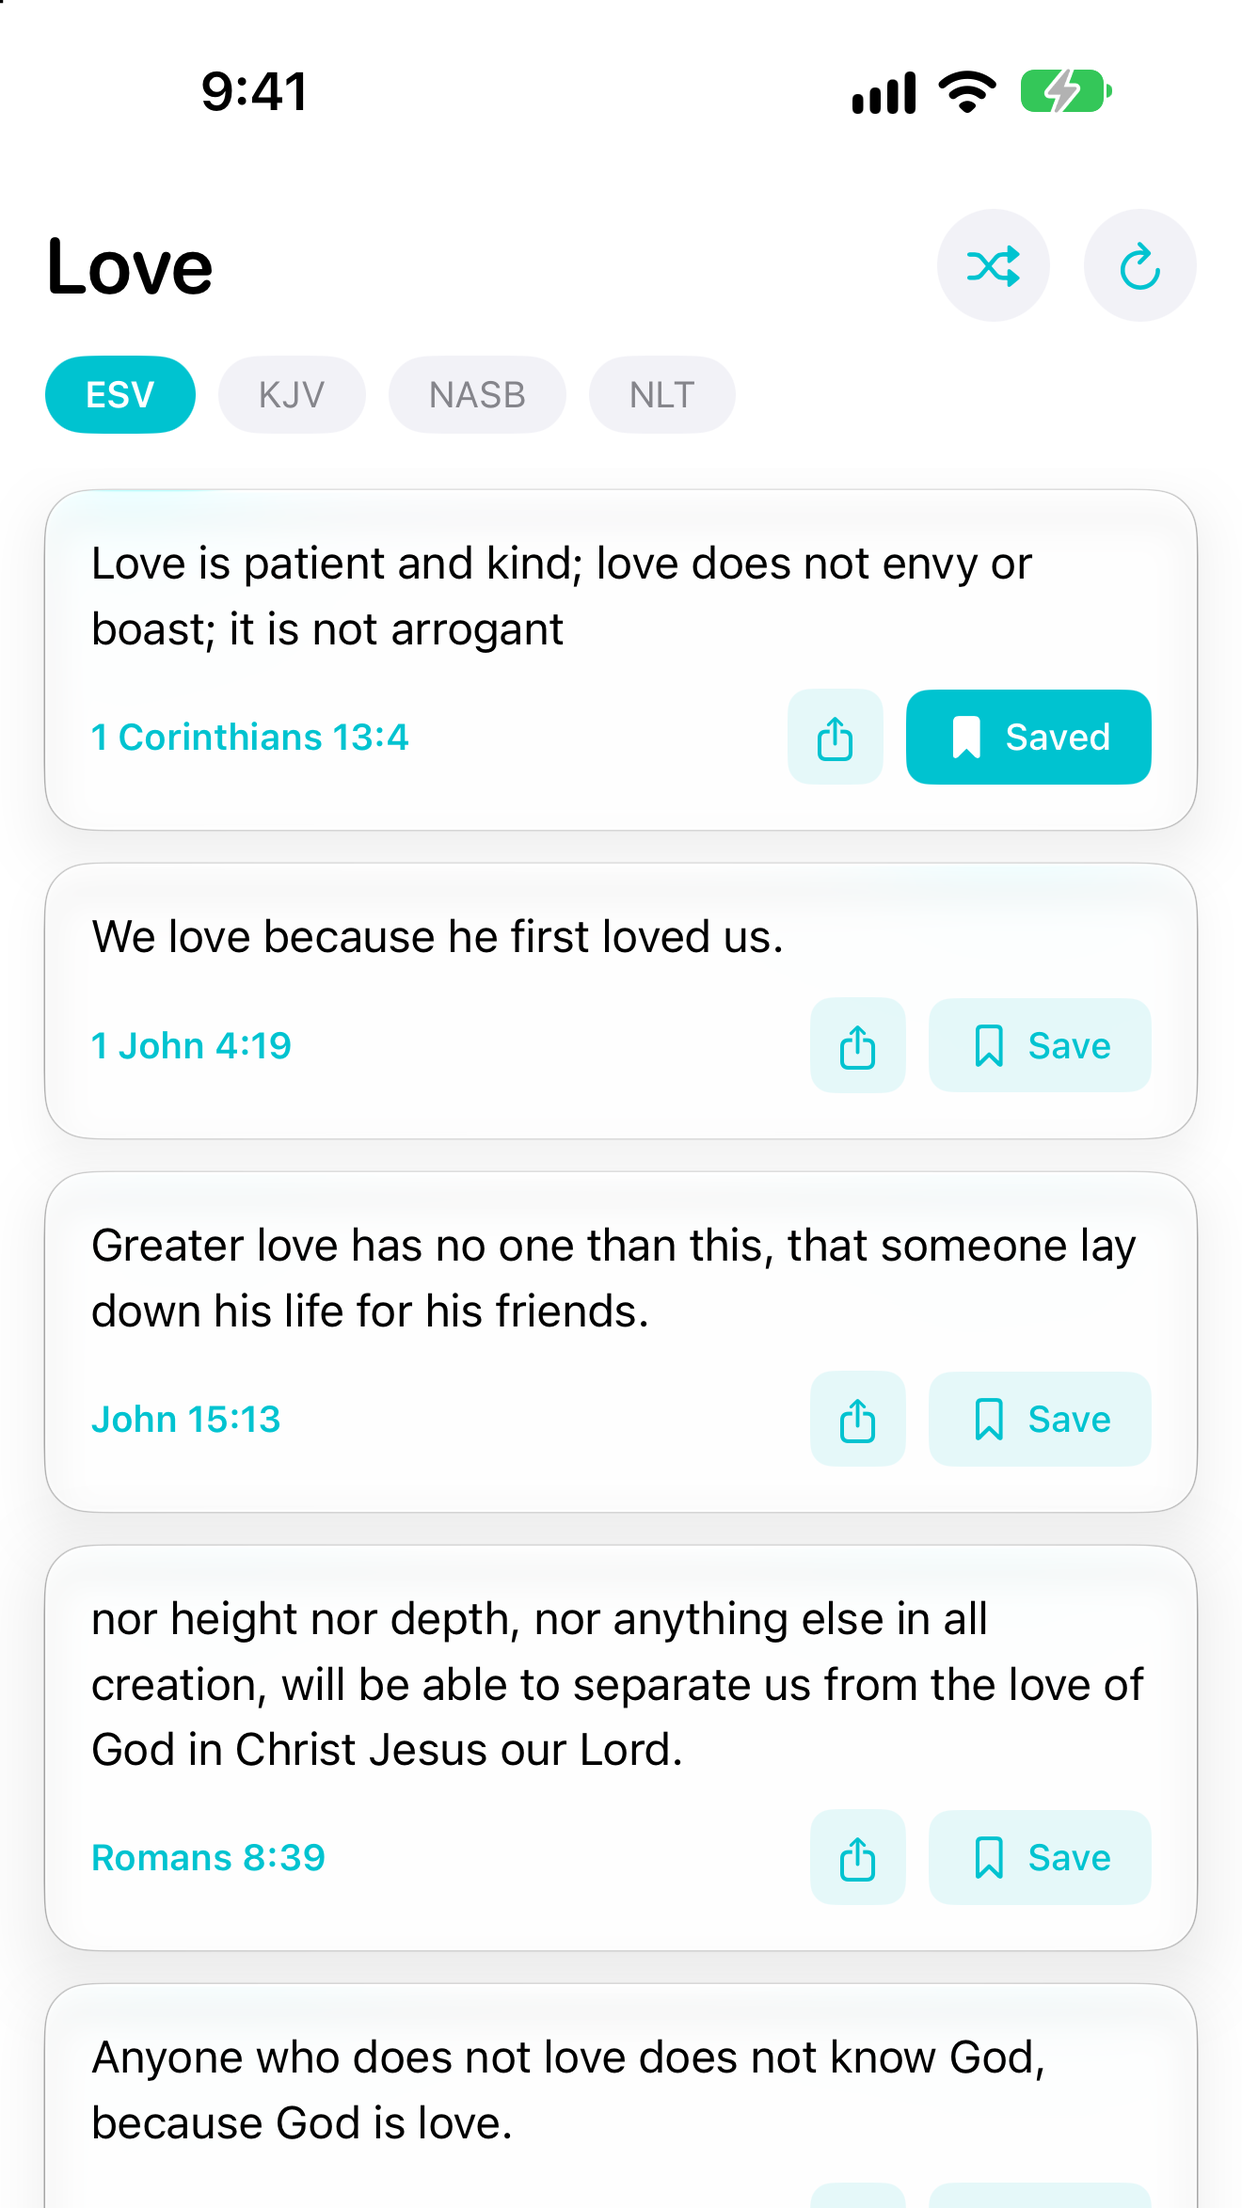 9:41
Love
ESV KJV NASB NLT
Love is patient and kind; love does not envy or
boast; it is not arrogant
1 Corinthians 13:4 Saved
We love because he first loved us.
1 John 4:19 Save
Greater love has no one than this, that someone lay
down his life for his friends.
John 15:13 Save
nor height nor depth, nor anything else in all
creation, will be able to separate us from the love of
God in Christ Jesus our Lord.
Romans 8:39 Save
Anyone who does not love does not know God,
because God is love.